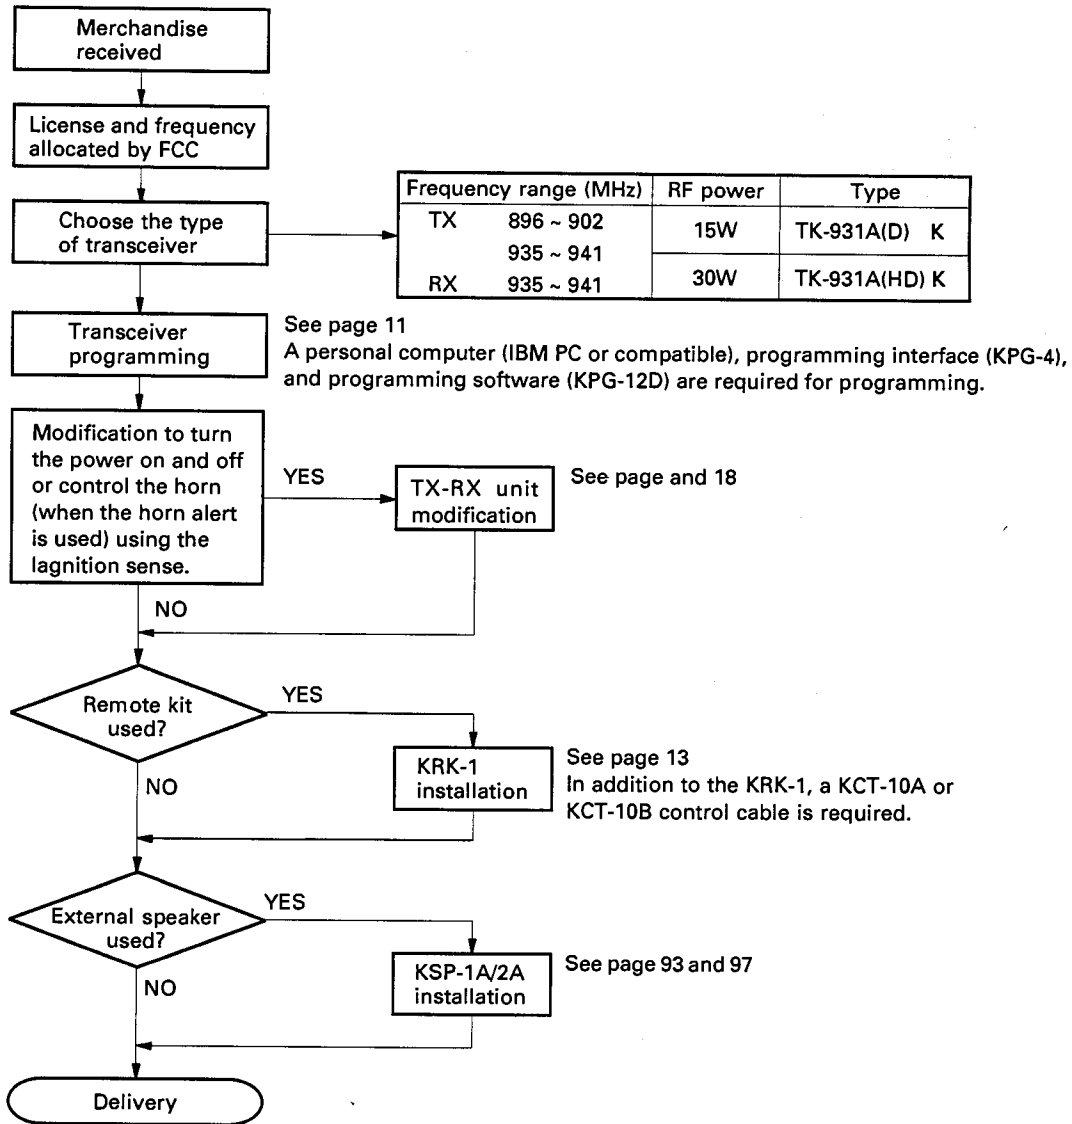 Merchandise
received
License and frequency
allocated by FCC
Choose the type
of transceiver
Frequency range (MHz) RF power Type
TX 896 ~ 902 15W TK-931A(D) K
935 ~ 941
RX 935 ~ 941 30W TK-931A(HD) K
Transceiver
programming
See page 11
A personal computer (IBM PC or compatible), programming interface (KPG-4),
and programming software (KPG-12D) are required for programming.
Modification to turn
the power on and off
or control the horn
(when the horn alert
is used) using the
lagnition sense.
YES
TX-RX unit
modification
See page and 18
NO
Remote kit
used?
YES
KRK-1
installation
See page 13
In addition to the KRK-1, a KCT-10A or
KCT-10B control cable is required.
NO
External speaker
used?
YES
KSP-1A/2A
installation
See page 93 and 97
NO
Delivery